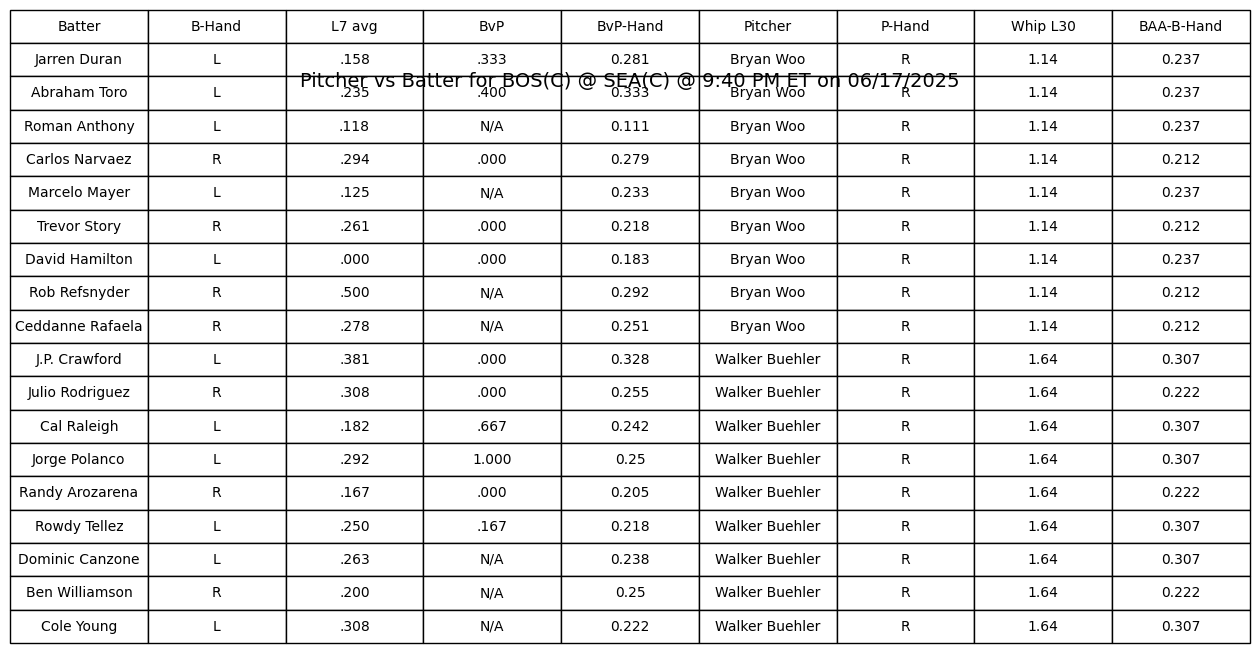 Batter B-Hand L7 avg BvP BvP-Hand Pitcher P-Hand Whip L30 BAA-B-Hand
Jarren Duran L .158 .333 0.281 Bryan Woo R 1.14 0.237
Pitcher vs Batter for BOS(C) @ SEA(C) @ 9:40 PM ET on 06/17/2025
Abraham Toro L .235 .400 0.333 Bryan Woo R 1.14 0.237
Roman Anthony L .118 N/A 0.111 Bryan Woo R 1.14 0.237
Carlos Narvaez R .294 .000 0.279 Bryan Woo R 1.14 0.212
Marcelo Mayer L .125 N/A 0.233 Bryan Woo R 1.14 0.237
Trevor Story R .261 .000 0.218 Bryan Woo R 1.14 0.212
David Hamilton L .000 .000 0.183 Bryan Woo R 1.14 0.237
Rob Refsnyder R .500 N/A 0.292 Bryan Woo R 1.14 0.212
Ceddanne Rafaela R .278 N/A 0.251 Bryan Woo R 1.14 0.212
J.P. Crawford L .381 .000 0.328 Walker Buehler R 1.64 0.307
Julio Rodriguez R .308 .000 0.255 Walker Buehler R 1.64 0.222
Cal Raleigh L .182 .667 0.242 Walker Buehler R 1.64 0.307
Jorge Polanco L .292 1.000 0.25 Walker Buehler R 1.64 0.307
Randy Arozarena R .167 .000 0.205 Walker Buehler R 1.64 0.222
Rowdy Tellez L .250 .167 0.218 Walker Buehler R 1.64 0.307
Dominic Canzone L .263 N/A 0.238 Walker Buehler R 1.64 0.307
Ben Williamson R .200 N/A 0.25 Walker Buehler R 1.64 0.222
Cole Young L .308 N/A 0.222 Walker Buehler R 1.64 0.307